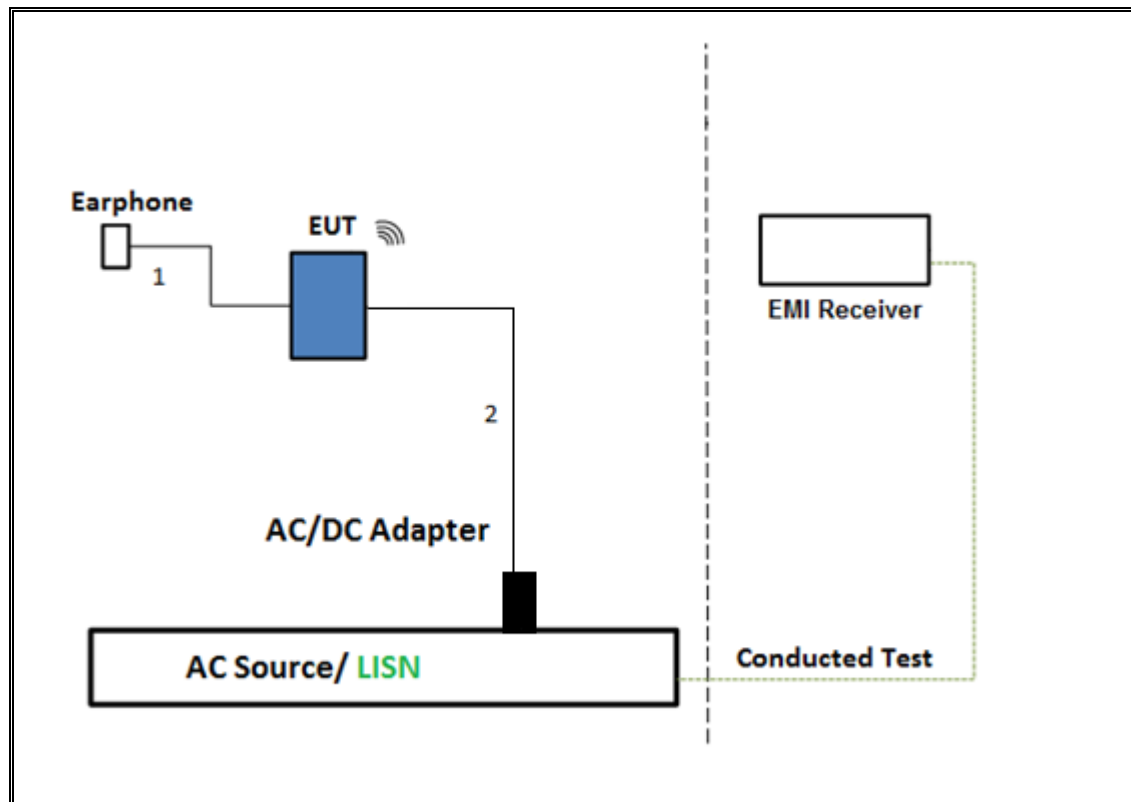 Earphone
EUT
1
EMI Receiver
2
AC/DC Adapter
AC Source/ LISN
Conducted Test